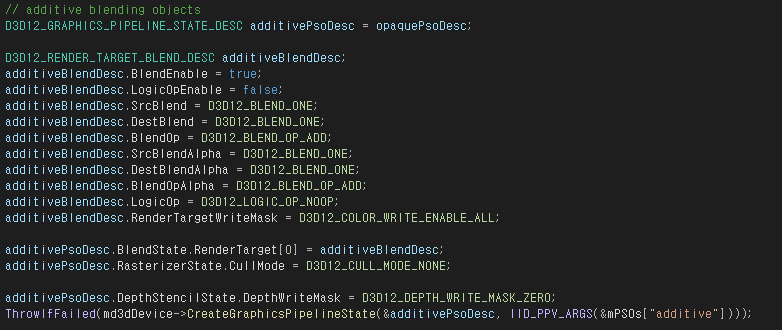 // additive blending objects
D3D12_GRAPHICS_PIPELINE_STATE_DESC additivePsoDesc = opaquePsoDesc;
D3D12_RENDER_TARGET_BLEND_DESC additiveBlendDesc;
additiveBlendDesc.BlendEnable = true;
additiveBlendDesc.LogicOpEnable = false;
additiveBlendDesc.SrcBlend = D3D12_BLEND_ONE;
additiveBlendDesc.DestBlend = D3D12_BLEND_ONE;
additiveBlendDesc.BlendOp = D3D12_BLEND_OP_ADD;
additiveBlendDesc.SrcBlendAlpha = D3D12_BLEND_ONE;
additiveBlendDesc.DestBlendAlpha = D3D12_BLEND_ONE;
additiveBlendDesc.BlendOpAlpha = D3D12_BLEND_OP_ADD;
additiveBlendDesc.LogicOp = D3D12_LOGIC_OP_NOOP;
additiveBlendDesc.RenderTargetWriteMask = D3D12_COLOR_WRITE_ENABLE_ALL;
additivePsoDesc.BlendState.RenderTarget[0] = additiveBlendDesc;
additivePsoDesc.RasterizerState.CullMode = D3D12_CULL_MODE_NONE;
additivePsoDesc.DepthStencilState.DepthWriteMask = D3D12_DEPTH_WRITE_MASK_ZERO;
ThrowIfFailed(md3dDevice->CreateGraphicsPipelineState(&additivePsoDesc, IID_PPV_ARGS(&mPSOs["additive"])));